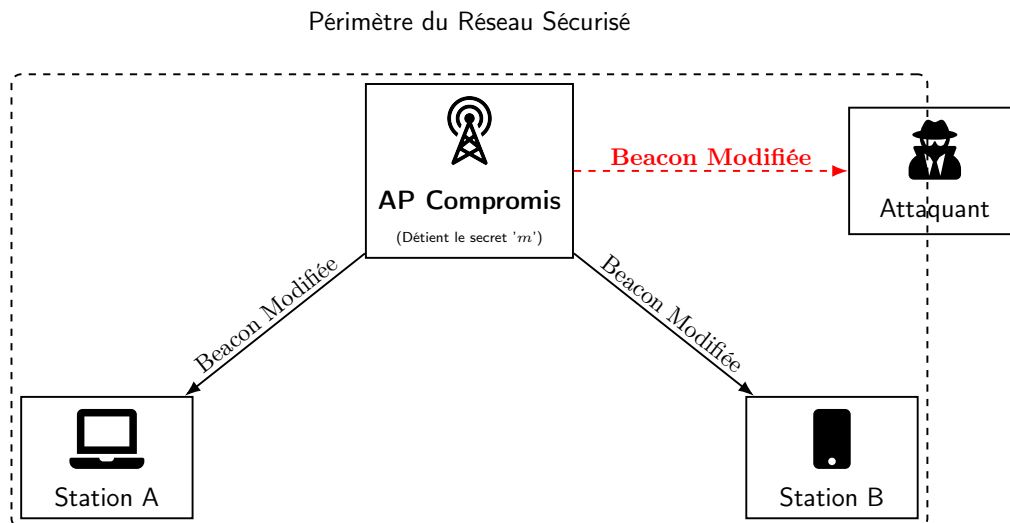 Périmètre du Réseau Sécurisé
AP Compromis
(Détient le secret 'm')
Beacon Modifiée
Attaquant
Beacon Modifiée
Beacon Modifiée
Station A
Station B